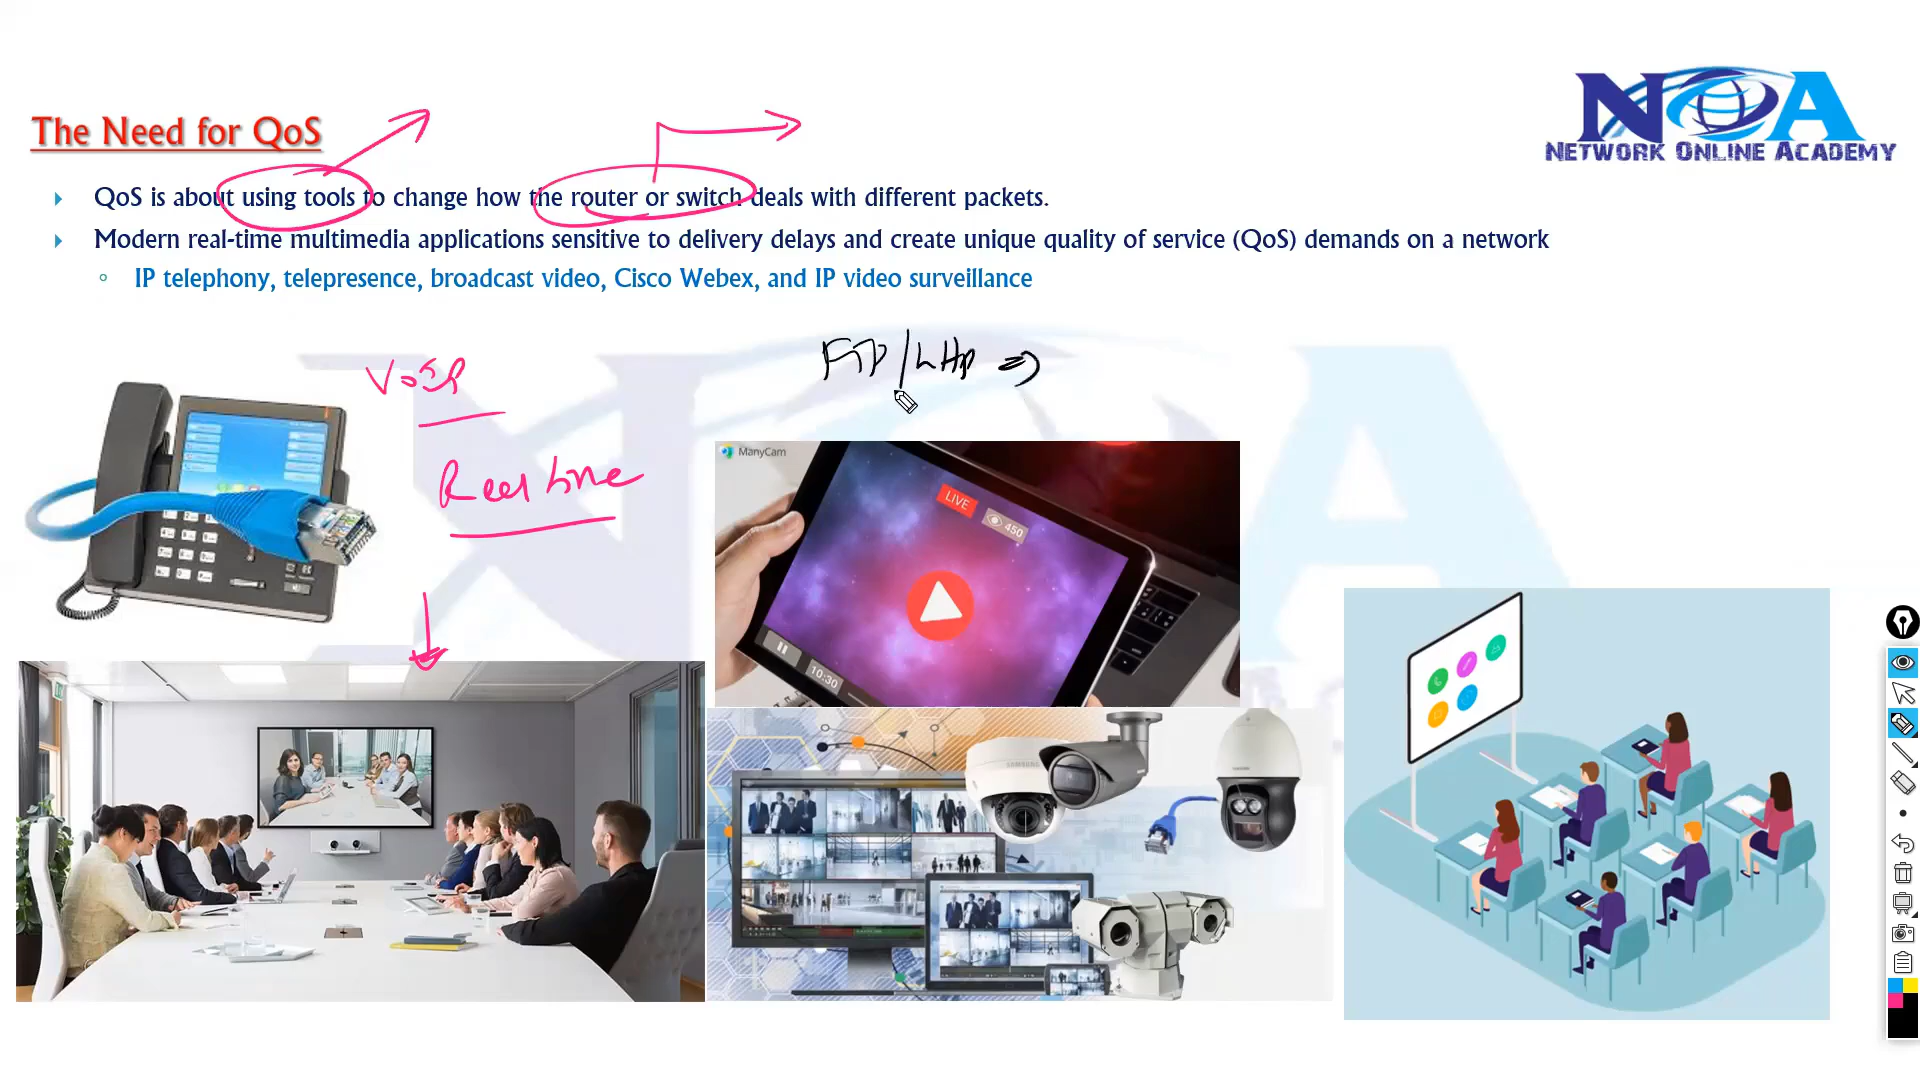 The Need for QoS
NOA
NETWORK ONLINE ACADEMY
QoS is about using tools to change how the router or switch deals with different packets.
Modern real-time multimedia applications sensitive to delivery delays and create unique quality of service (QoS) demands on a network
IP telephony, telepresence, broadcast video, Cisco Webex, and IP video surveillance
FTP/
VoIP
Real time
ManyCam
LIVE
450
10:30
SAMSUNG